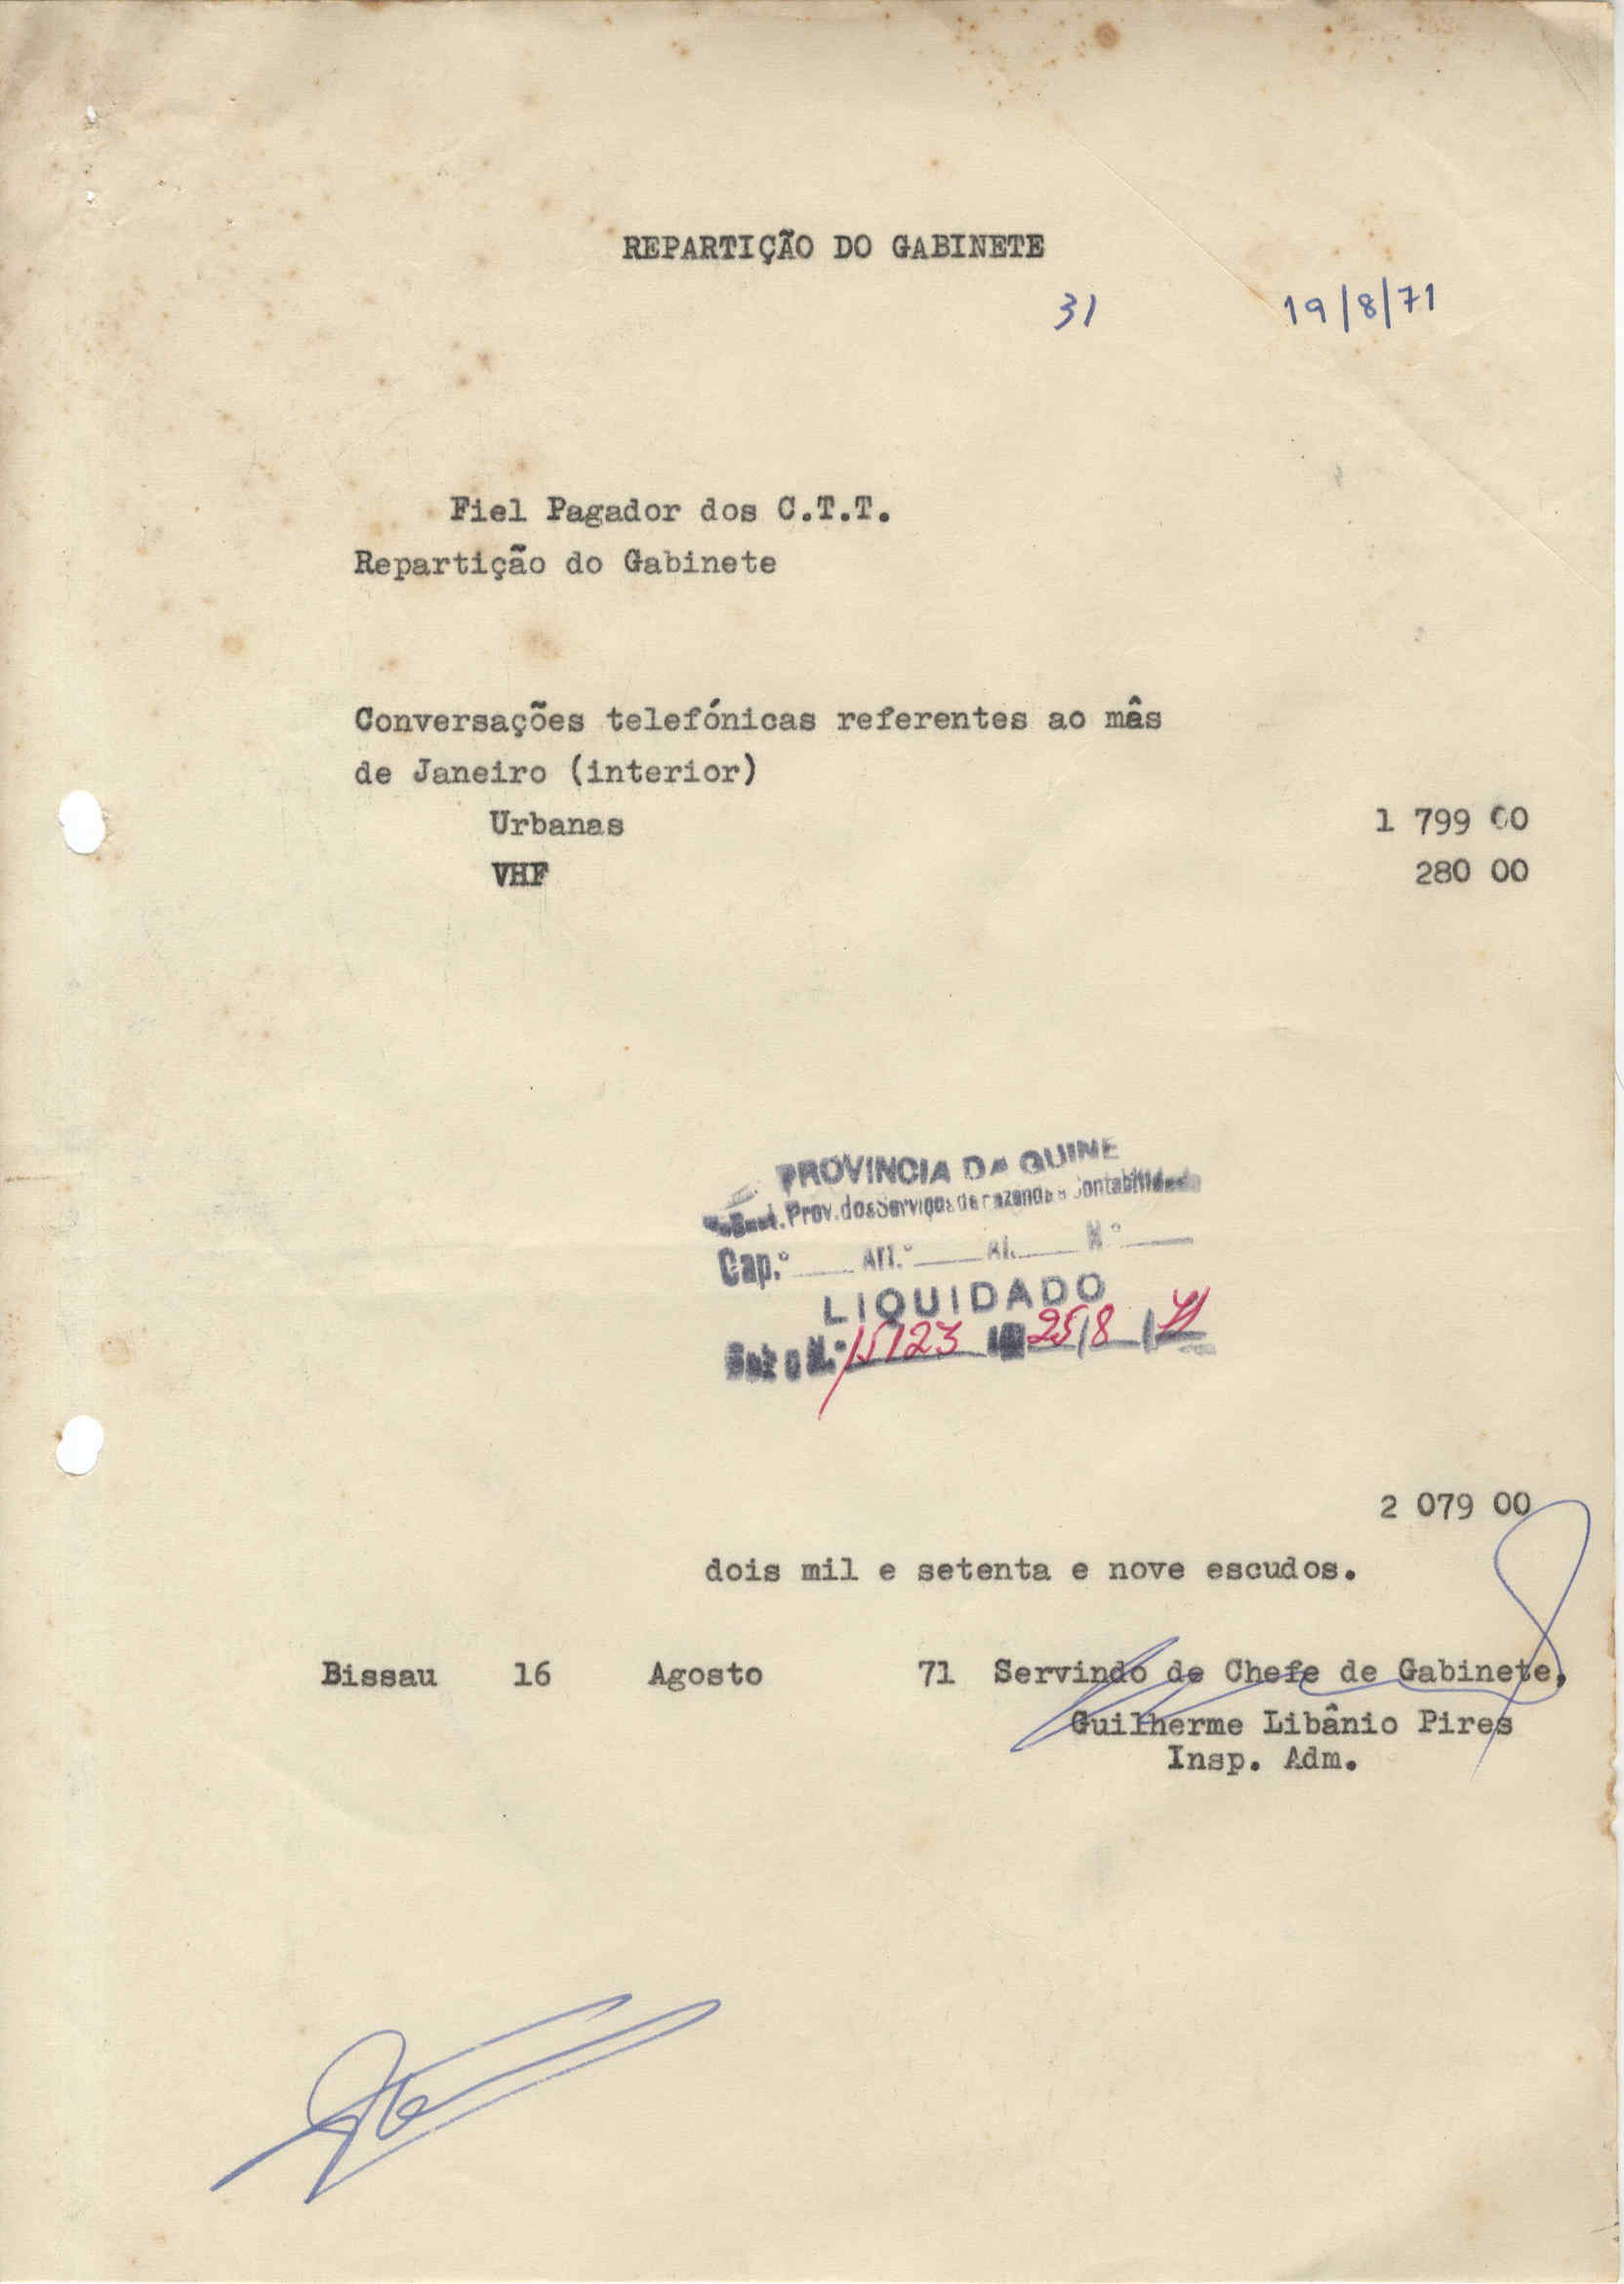 REPARTIÇÃO DO GABINETE
31 19/8/71
Fiel Pagador dos C.T.T.
Repartição do Gabinete
Conversações telefónicas referentes ao mâs
de Janeiro (interior)
Urbanas 1 799 00
VHF 280 00
PROVINCIA DA GUINE
Prov. dos Serviços de Fazenda e Contabilidade
Cap.º Art.º Al. N.º
LIQUIDADO
N.º 15123 25/8/71
2 079 00
dois mil e setenta e nove escudos.
Bissau 16 Agosto 71 Servindo de Chefe de Gabinete,
Guilherme Libânio Pires
Insp. Adm.